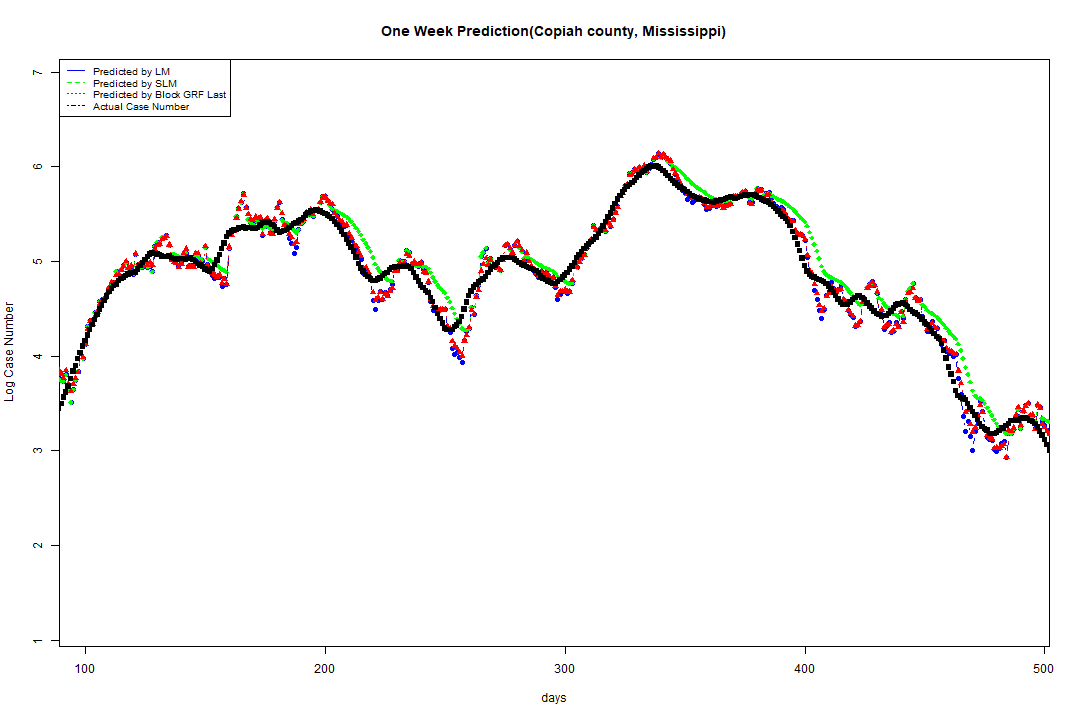 One Week Prediction(Copiah county, Mississippi)
7
Predicted by LM
Predicted by SLM
Predicted by Block GRF Last
Actual Case Number
6
5
4
3
2
1
Log Case Number
100 200 300 400 500
days